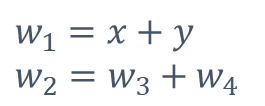 w₁ = x + y
w₂ = w₃ + w₄